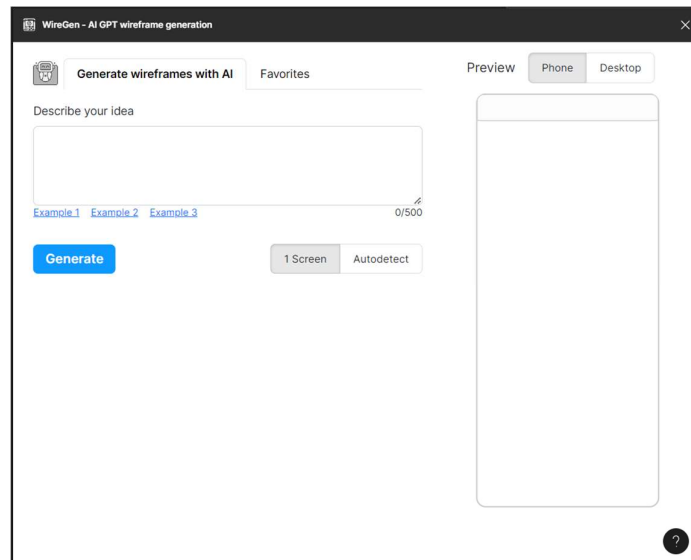 WireGen - AI GPT wireframe generation
Generate wireframes with AI Favorites
Preview Phone Desktop
Describe your idea
Example 1 Example 2 Example 3 0/500
Generate 1 Screen Autodetect
?